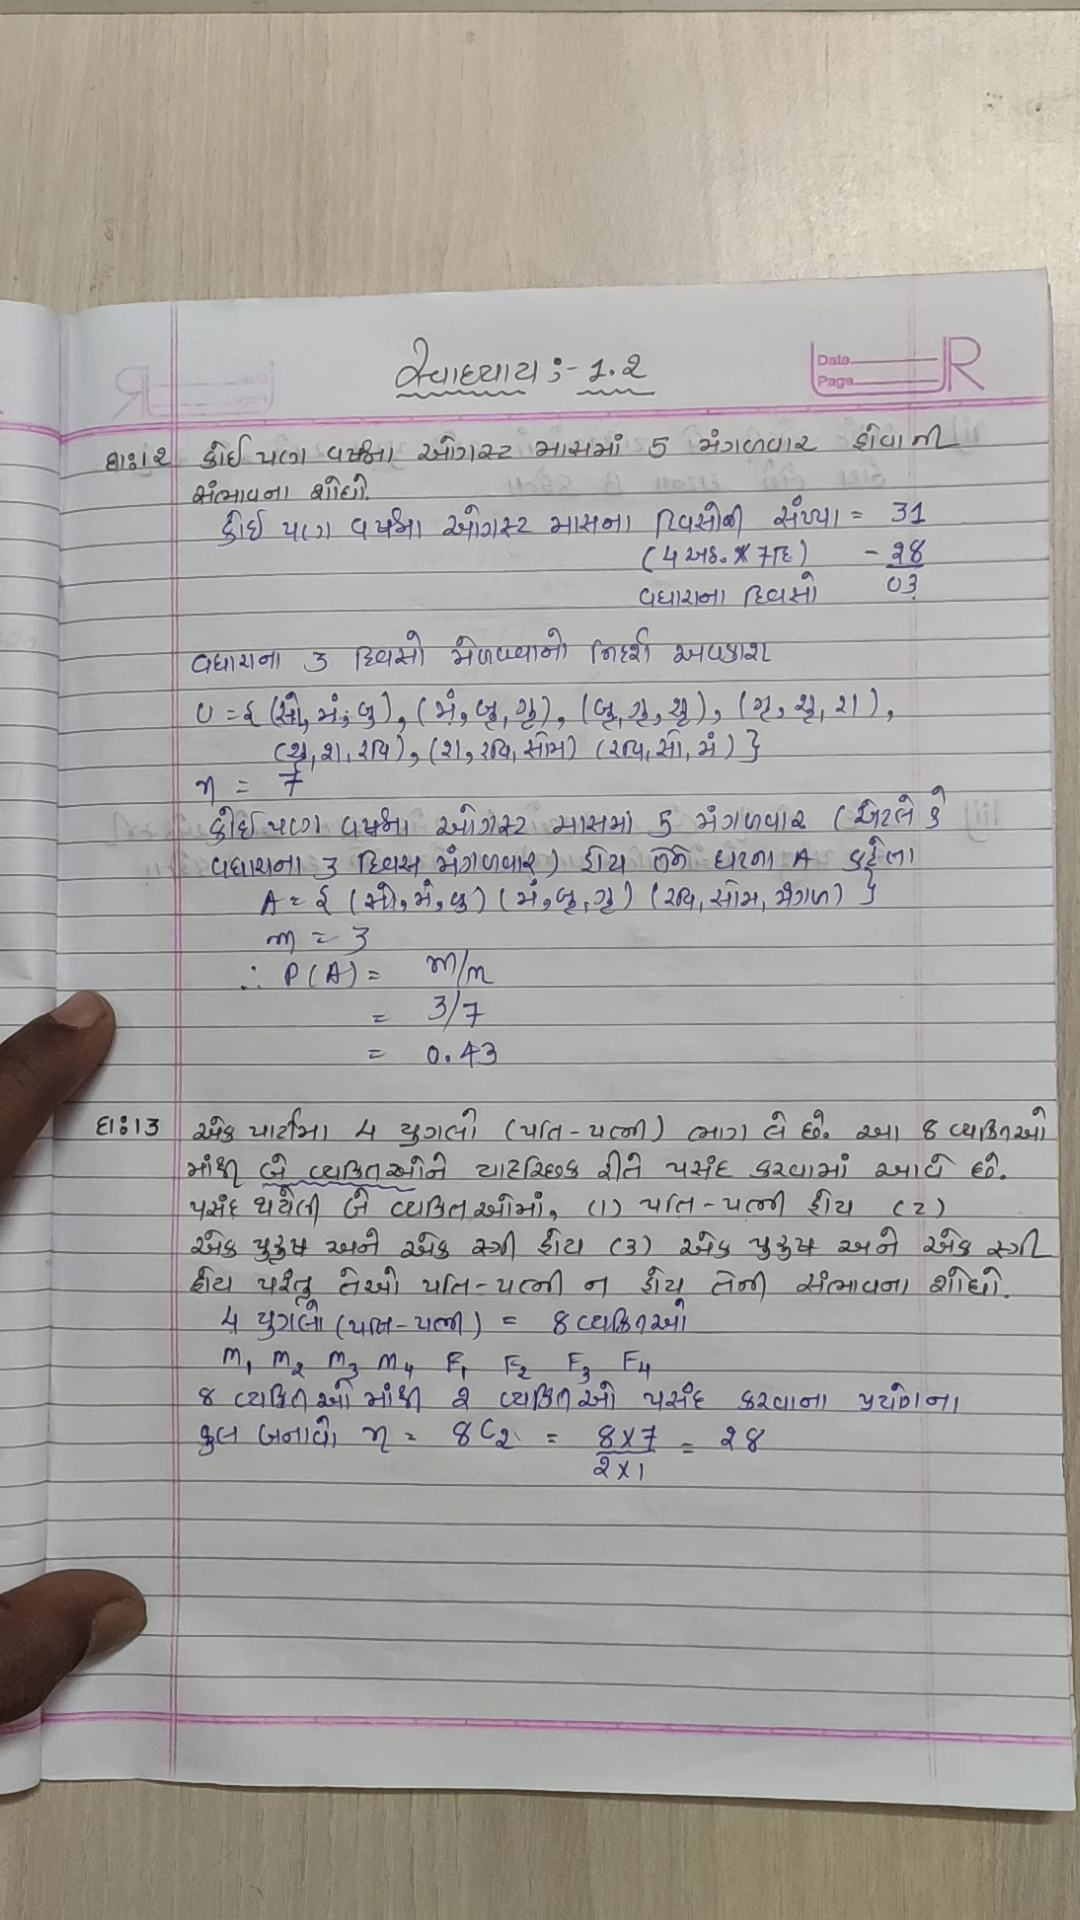 સ્વાધ્યાય :- 1.2
Date
Page
R
દા:12 કોઈ પણ વર્ષના ઓગસ્ટ માસમાં 5 મંગળવાર હોવાની
સંભાવના શોધો.
કોઈ પણ વર્ષના ઓગસ્ટ માસના દિવસોની સંખ્યા = 31
(4 અઠ. * 7દિ) - 28
વધારાના દિવસો 03
વધારાના 3 દિવસો મેળવવાનો નિદર્શ અવકાશ
U = { (સો, મં, બુ), (મં, બુ, ગુ), (બુ, ગુ, શુ), (ગુ, શુ, શ),
(શુ, શ, રવિ), (શ, રવિ, સોમ) (રવિ, સો, મં) }
n = 7
કોઈ પણ વર્ષના ઓગસ્ટ માસમાં 5 મંગળવાર (એટલે કે
વધારાના 3 દિવસ મંગળવાર) હોય તેને ઘટના A કહેતા
A = { (સો, મં, બુ) (મં, બુ, ગુ) (રવિ, સોમ, મંગળ) }
m = 3
∴ P(A) = m/n
= 3/7
= 0.43
દા:13 એક પાર્ટીમાં 4 યુગલો (પતિ-પત્ની) ભાગ લે છે. આ 8 વ્યક્તિઓ
માંથી બે વ્યક્તિઓને યાદચ્છિક રીતે પસંદ કરવામાં આવે છે.
પસંદ થયેલી બે વ્યક્તિઓમાં, (1) પતિ-પત્ની હોય (2)
એક પુરુષ અને એક સ્ત્રી હોય (3) એક પુરુષ અને એક સ્ત્રી
હોય પરંતુ તેઓ પતિ-પત્ની ન હોય તેની સંભાવના શોધો.
4 યુગલો (પતિ-પત્ની) = 8 વ્યક્તિઓ
M₁ M₂ M₃ M₄ F₁ F₂ F₃ F₄
8 વ્યક્તિઓ માંથી 2 વ્યક્તિઓ પસંદ કરવાના પ્રયોગના
કુલ બનાવો n = 8C₂ = 8×7/2×1 = 28